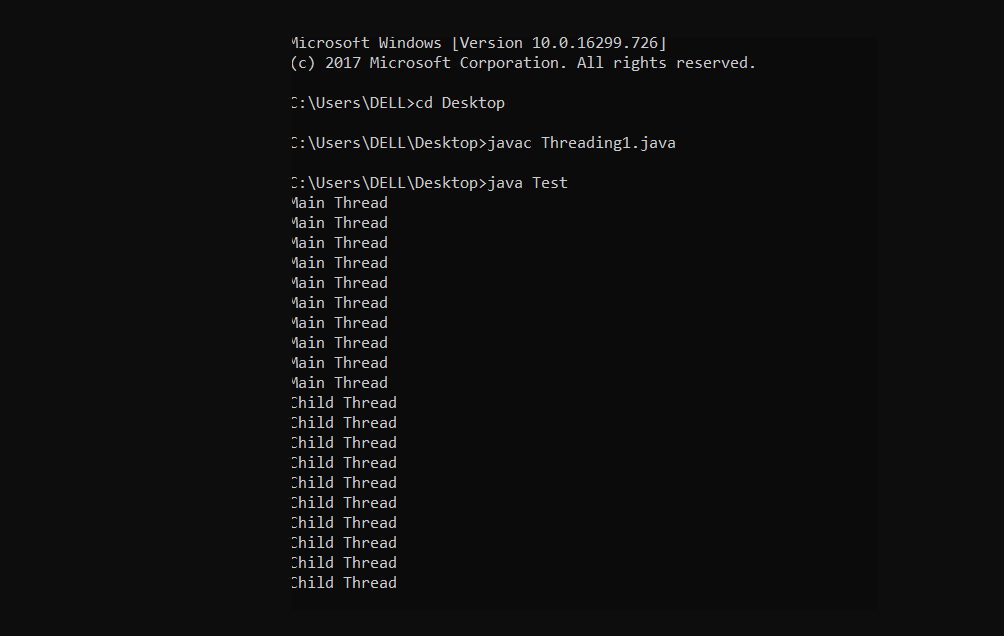 Microsoft Windows [Version 10.0.16299.726]
(c) 2017 Microsoft Corporation. All rights reserved.
C:\Users\DELL>cd Desktop
C:\Users\DELL\Desktop>javac Threading1.java
C:\Users\DELL\Desktop>java Test
Main Thread
Main Thread
Main Thread
Main Thread
Main Thread
Main Thread
Main Thread
Main Thread
Main Thread
Main Thread
Child Thread
Child Thread
Child Thread
Child Thread
Child Thread
Child Thread
Child Thread
Child Thread
Child Thread
Child Thread